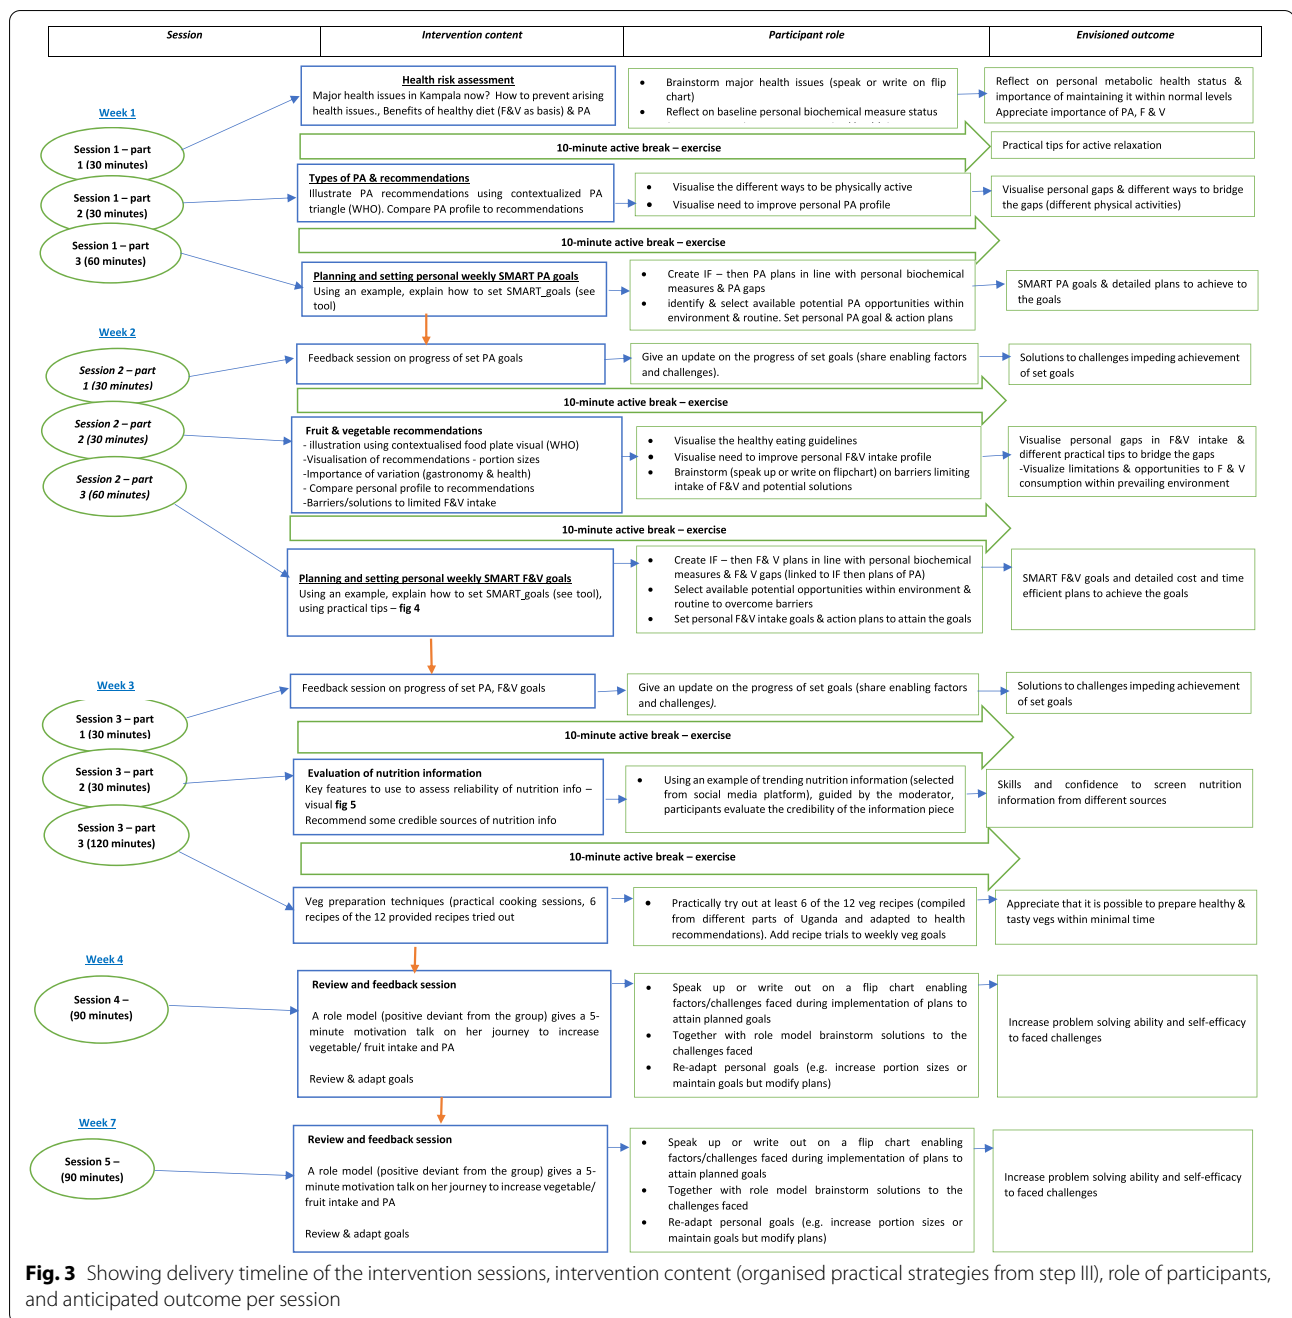 Session
Intervention content
Participant role
Envisioned outcome
Week 1
Session 1 – part
1 (30 minutes)
Health risk assessment
Major health issues in Kampala now? How to prevent arising
health issues., Benefits of healthy diet (F&V as basis) & PA
• Brainstorm major health issues (speak or write on flip
chart)
• Reflect on baseline personal biochemical measure status
Reflect on personal metabolic health status &
importance of maintaining it within normal levels
Appreciate importance of PA, F & V
10-minute active break – exercise
Practical tips for active relaxation
Session 1 – part
2 (30 minutes)
Types of PA & recommendations
Illustrate PA recommendations using contextualized PA
triangle (WHO). Compare PA profile to recommendations
• Visualise the different ways to be physically active
• Visualise need to improve personal PA profile
Visualise personal gaps & different ways to bridge
the gaps (different physical activities)
10-minute active break – exercise
Session 1 – part
3 (60 minutes)
Planning and setting personal weekly SMART PA goals
Using an example, explain how to set SMART_goals (see
tool)
• Create IF – then PA plans in line with personal biochemical
measures & PA gaps
• identify & select available potential PA opportunities within
environment & routine. Set personal PA goal & action plans
SMART PA goals & detailed plans to achieve to
the goals
Week 2
Session 2 – part
1 (30 minutes)
Feedback session on progress of set PA goals
Give an update on the progress of set goals (share enabling factors
and challenges).
Solutions to challenges impeding achievement
of set goals
10-minute active break – exercise
Session 2 – part
2 (30 minutes)
Fruit & vegetable recommendations
- illustration using contextualised food plate visual (WHO)
-Visualisation of recommendations - portion sizes
-Importance of variation (gastronomy & health)
- Compare personal profile to recommendations
-Barriers/solutions to limited F&V intake
• Visualise the healthy eating guidelines
• Visualise need to improve personal F&V intake profile
• Brainstorm (speak up or write on flipchart) on barriers limiting
intake of F&V and potential solutions
Visualise personal gaps in F&V intake &
different practical tips to bridge the gaps
-Visualize limitations & opportunities to F & V
consumption within prevailing environment
10-minute active break – exercise
Session 2 – part
3 (60 minutes)
Planning and setting personal weekly SMART F&V goals
Using an example, explain how to set SMART_goals (see tool),
using practical tips – fig 4
• Create IF – then F& V plans in line with personal biochemical
measures & F& V gaps (linked to IF then plans of PA)
• Select available potential opportunities within environment &
routine to overcome barriers
• Set personal F&V intake goals & action plans to attain the goals
SMART F&V goals and detailed cost and time
efficient plans to achieve the goals
Week 3
Session 3 – part
1 (30 minutes)
Feedback session on progress of set PA, F&V goals
Give an update on the progress of set goals (share enabling factors
and challenges).
Solutions to challenges impeding achievement
of set goals
10-minute active break – exercise
Session 3 – part
2 (30 minutes)
Evaluation of nutrition information
Key features to use to assess reliability of nutrition info –
visual fig 5
Recommend some credible sources of nutrition info
• Using an example of trending nutrition information (selected
from social media platform), guided by the moderator,
participants evaluate the credibility of the information piece
Skills and confidence to screen nutrition
information from different sources
10-minute active break – exercise
Session 3 – part
3 (120 minutes)
Veg preparation techniques (practical cooking sessions, 6
recipes of the 12 provided recipes tried out
• Practically try out at least 6 of the 12 veg recipes (compiled
from different parts of Uganda and adapted to health
recommendations). Add recipe trials to weekly veg goals
Appreciate that it is possible to prepare healthy &
tasty vegs within minimal time
Week 4
Session 4 –
(90 minutes)
Review and feedback session
A role model (positive deviant from the group) gives a 5-
minute motivation talk on her journey to increase
vegetable/ fruit intake and PA
Review & adapt goals
• Speak up or write out on a flip chart enabling
factors/challenges faced during implementation of plans to
attain planned goals
• Together with role model brainstorm solutions to the
challenges faced
• Re-adapt personal goals (e.g. increase portion sizes or
maintain goals but modify plans)
Increase problem solving ability and self-efficacy
to faced challenges
Week 7
Session 5 –
(90 minutes)
Review and feedback session
A role model (positive deviant from the group) gives a 5-
minute motivation talk on her journey to increase vegetable/
fruit intake and PA
Review & adapt goals
• Speak up or write out on a flip chart enabling
factors/challenges faced during implementation of plans to
attain planned goals
• Together with role model brainstorm solutions to the
challenges faced
• Re-adapt personal goals (e.g. increase portion sizes or
maintain goals but modify plans)
Increase problem solving ability and self-efficacy
to faced challenges
Fig. 3 Showing delivery timeline of the intervention sessions, intervention content (organised practical strategies from step III), role of participants,
and anticipated outcome per session